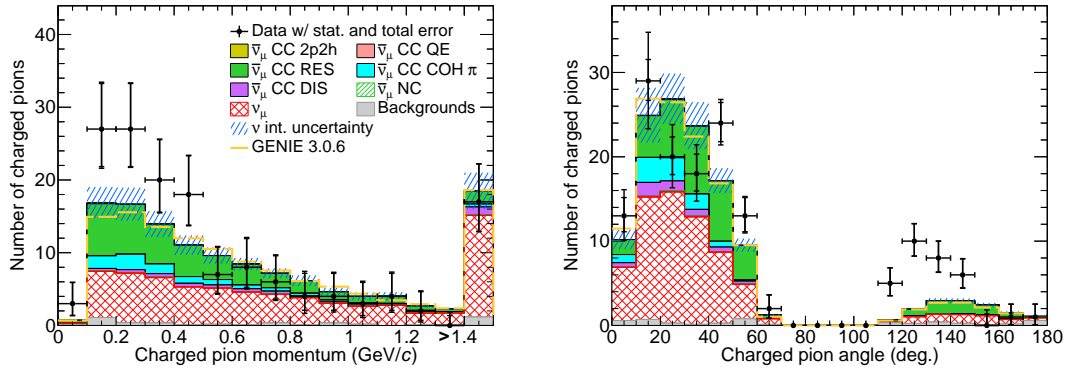 Number of charged pions
40
30
20
10
0
Data w/ stat. and total error
ν̄μ CC 2p2h
ν̄μ CC QE
ν̄μ CC RES
ν̄μ CC COH π
ν̄μ CC DIS
ν̄μ NC
νμ
Backgrounds
ν int. uncertainty
GENIE 3.0.6
0 0.2 0.4 0.6 0.8 1 1.2 >1.4
Charged pion momentum (GeV/c)
Number of charged pions
30
20
10
0
0 20 40 60 80 100 120 140 160 180
Charged pion angle (deg.)